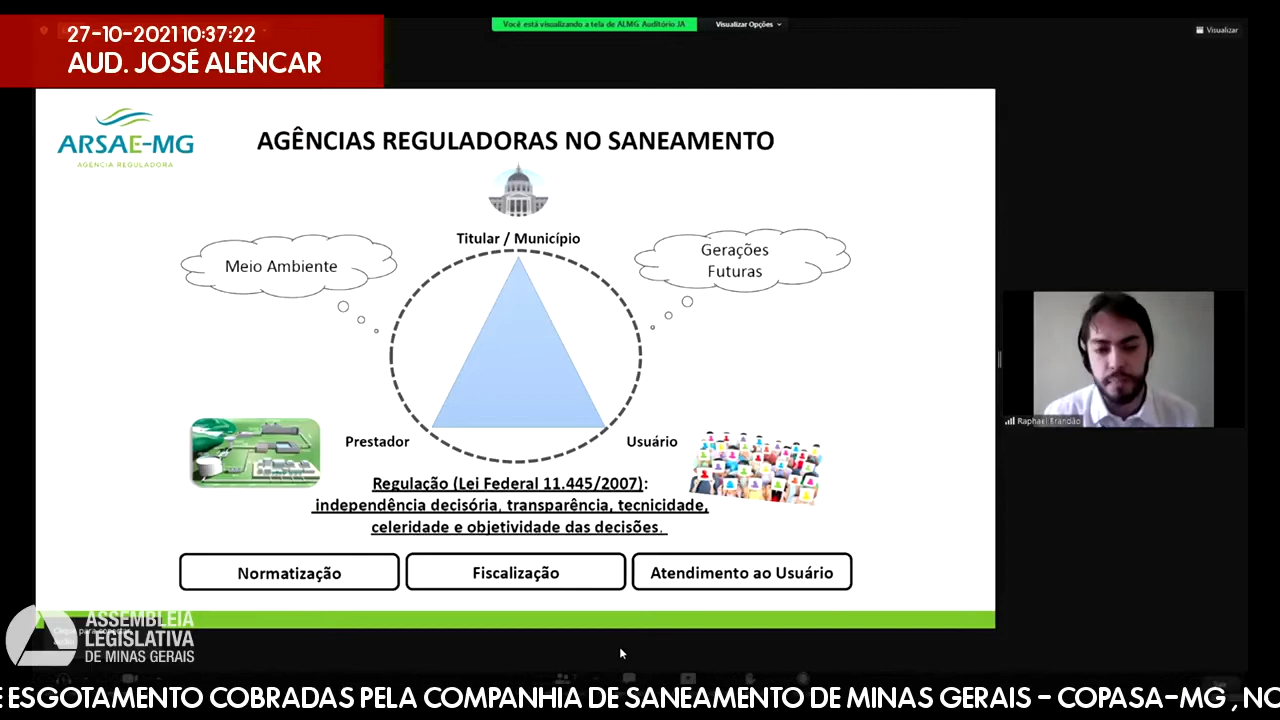 27-10-2021 10:37:22
AUD. JOSÉ ALENCAR
Você está visualizando a tela de ALMG Auditório JA
Visualizar Opções
Visualizar
ARSAE-MG
AGÊNCIA REGULADORA
AGÊNCIAS REGULADORAS NO SANEAMENTO
Titular / Município
Meio Ambiente
Gerações
Futuras
Prestador
Usuário
Raphael Brandão
Regulação (Lei Federal 11.445/2007):
independência decisória, transparência, tecnicidade,
celeridade e objetividade das decisões.
Normatização
Fiscalização
Atendimento ao Usuário
ASSEMBLEIA
LEGISLATIVA
DE MINAS GERAIS
E ESGOTAMENTO COBRADAS PELA COMPANHIA DE SANEAMENTO DE MINAS GERAIS - COPASA-MG , NO